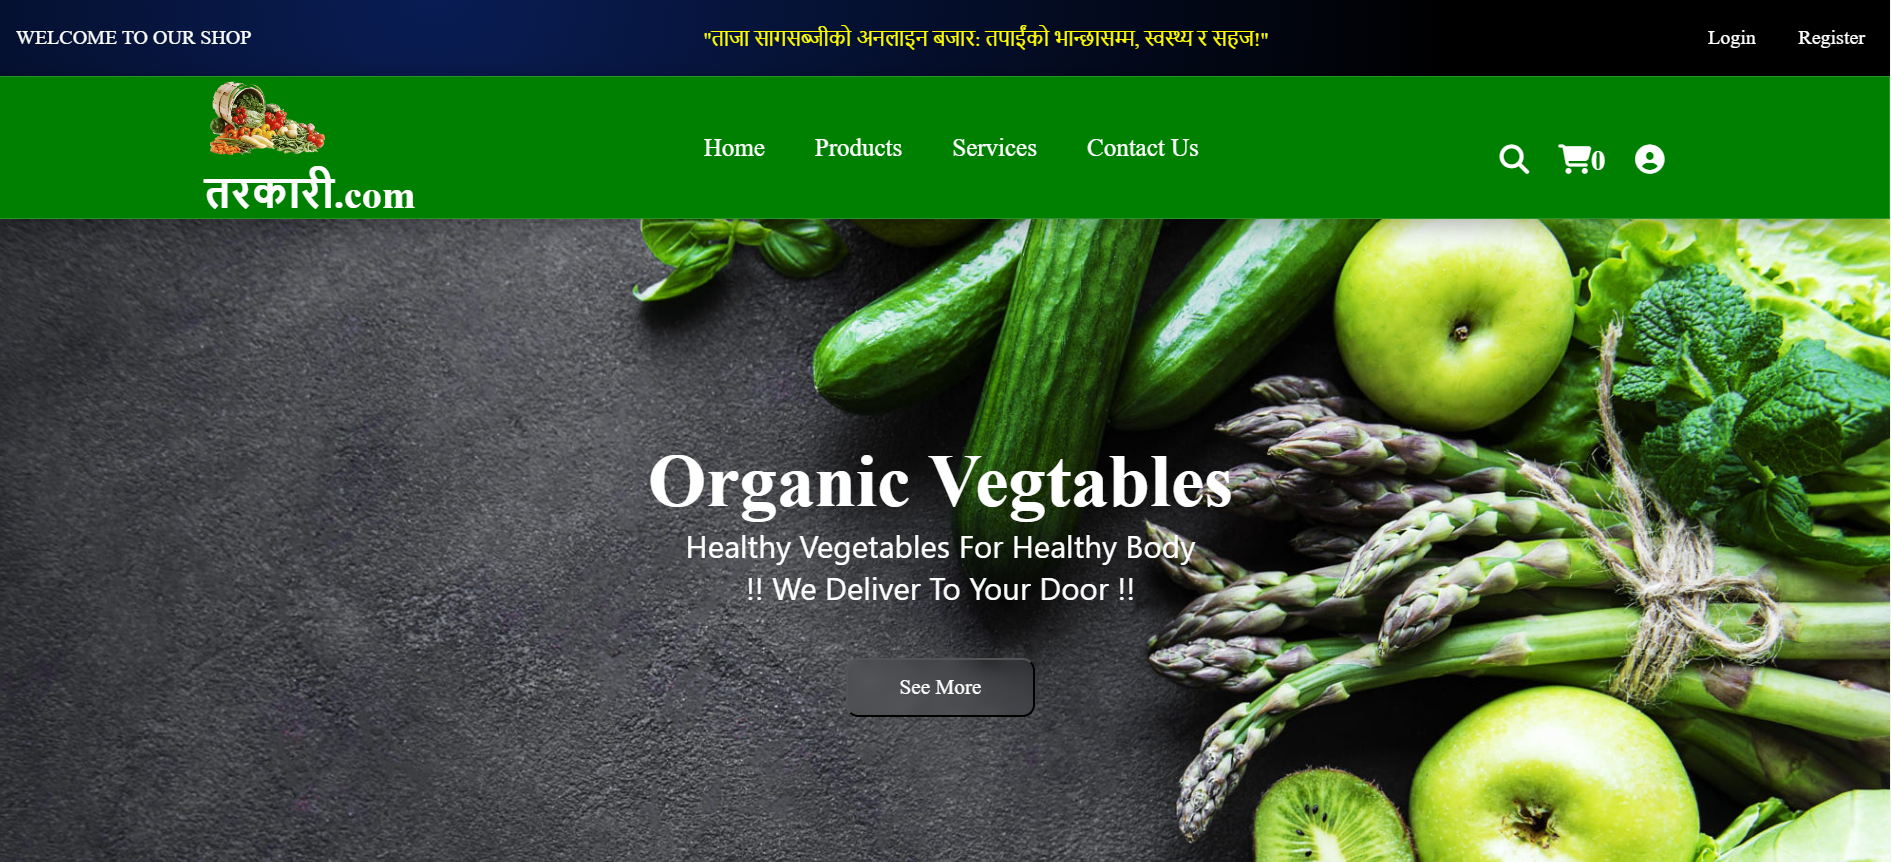 WELCOME TO OUR SHOP
"ताजा सागसब्जीको अनलाइन बजार: तपाईंको भान्छासम्म, स्वस्थ्य र सहज!"
Login
Register
तरकारी.com
Home
Products
Services
Contact Us
0
Organic Vegtables
Healthy Vegetables For Healthy Body
!! We Deliver To Your Door !!
See More